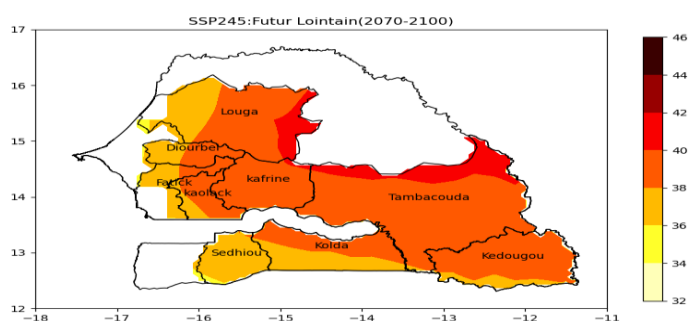 SSP245:Futur Lointain(2070-2100)
17
16
15
14
13
12
−18
−17
−16
−15
−14
−13
−12
−11
Louga
Diourbel
Fatick
kaolack
kafrine
Tambacouda
Sedhiou
Kolda
Kedougou
46
44
42
40
38
36
34
32